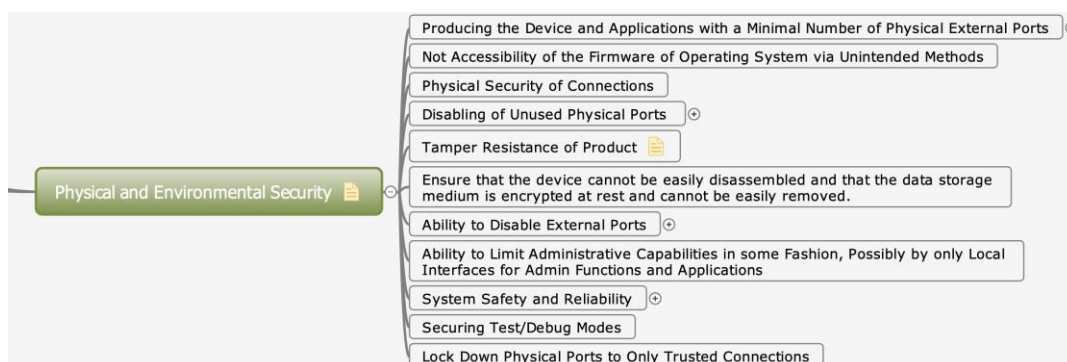 Producing the Device and Applications with a Minimal Number of Physical External Ports
Not Accessibility of the Firmware of Operating System via Unintended Methods
Physical Security of Connections
Disabling of Unused Physical Ports
Tamper Resistance of Product
Physical and Environmental Security
Ensure that the device cannot be easily disassembled and that the data storage
medium is encrypted at rest and cannot be easily removed.
Ability to Disable External Ports
Ability to Limit Administrative Capabilities in some Fashion, Possibly by only Local
Interfaces for Admin Functions and Applications
System Safety and Reliability
Securing Test/Debug Modes
Lock Down Physical Ports to Only Trusted Connections